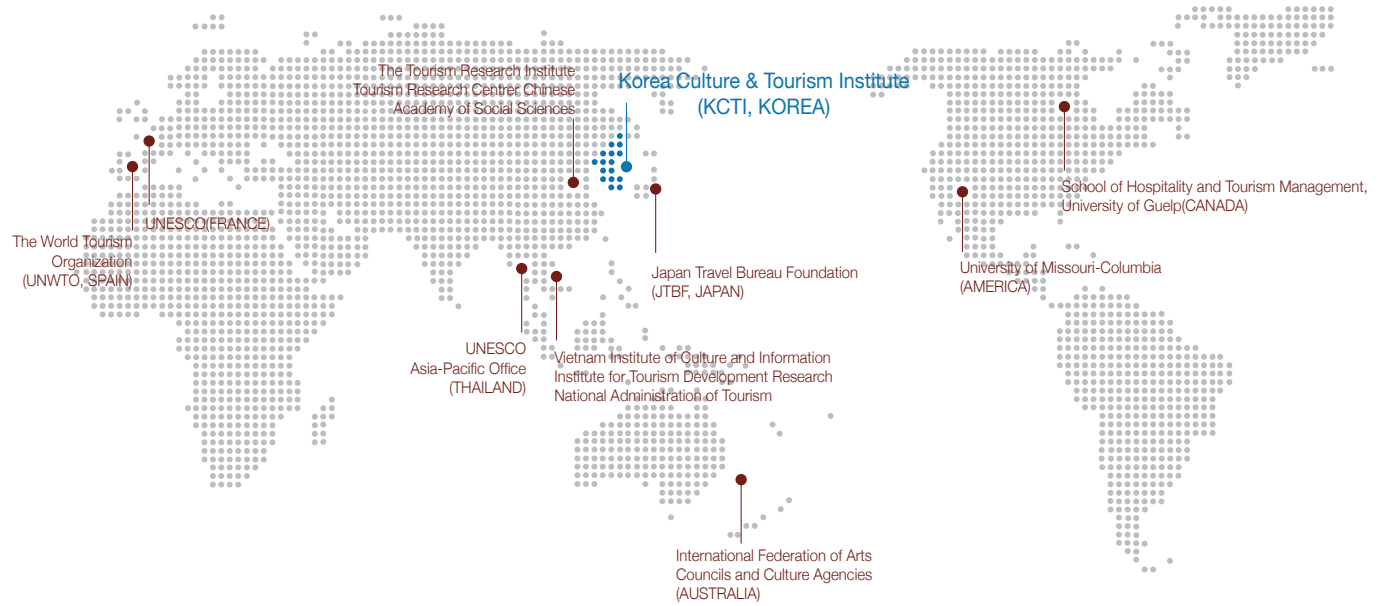 The Tourism Research Institute
Tourism Research Centrer Chinese
Academy of Social Sciences
Korea Culture & Tourism Institute
(KCTI, KOREA)
School of Hospitality and Tourism Management,
University of Guelp(CANADA)
UNESCO(FRANCE)
The World Tourism
Organization
(UNWTO, SPAIN)
Japan Travel Bureau Foundation
(JTBF, JAPAN)
University of Missouri-Columbia
(AMERICA)
UNESCO
Asia-Pacific Office
(THAILAND)
Vietnam Institute of Culture and Information
Institute for Tourism Development Research
National Administration of Tourism
International Federation of Arts
Councils and Culture Agencies
(AUSTRALIA)